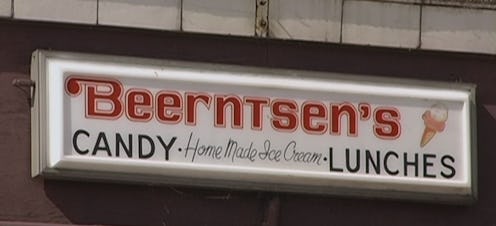 Beerntsen's
CANDY · Home Made Ice Cream · LUNCHES